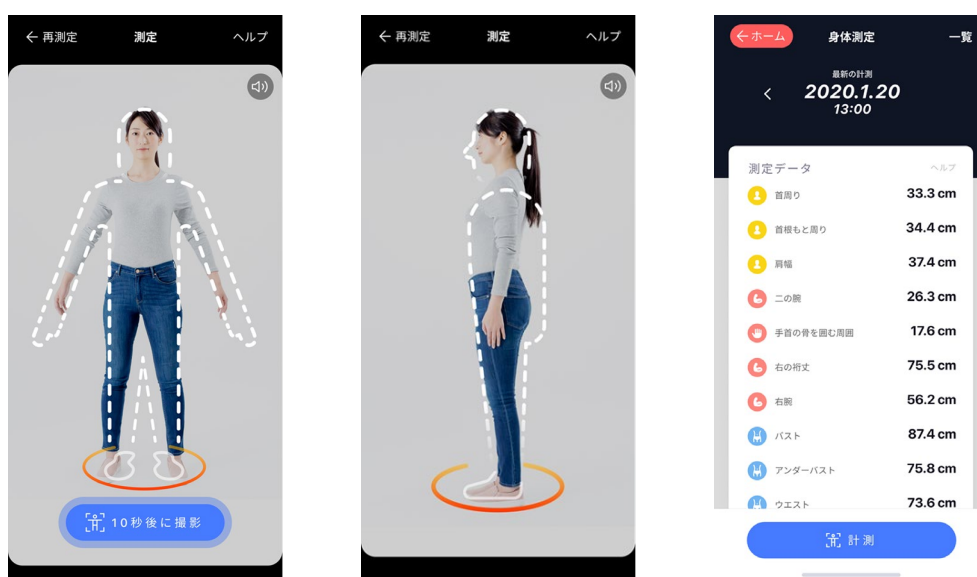 再測定
測定
ヘルプ
10秒後に撮影
再測定
測定
ヘルプ
ホーム
身体測定
一覧
最新の計測
2020.1.20
13:00
測定データ
ヘルプ
首周り
33.3 cm
首根もと周り
34.4 cm
肩幅
37.4 cm
二の腕
26.3 cm
手首の骨を囲む周囲
17.6 cm
右の裄丈
75.5 cm
右腕
56.2 cm
バスト
87.4 cm
アンダーバスト
75.8 cm
ウエスト
73.6 cm
計測